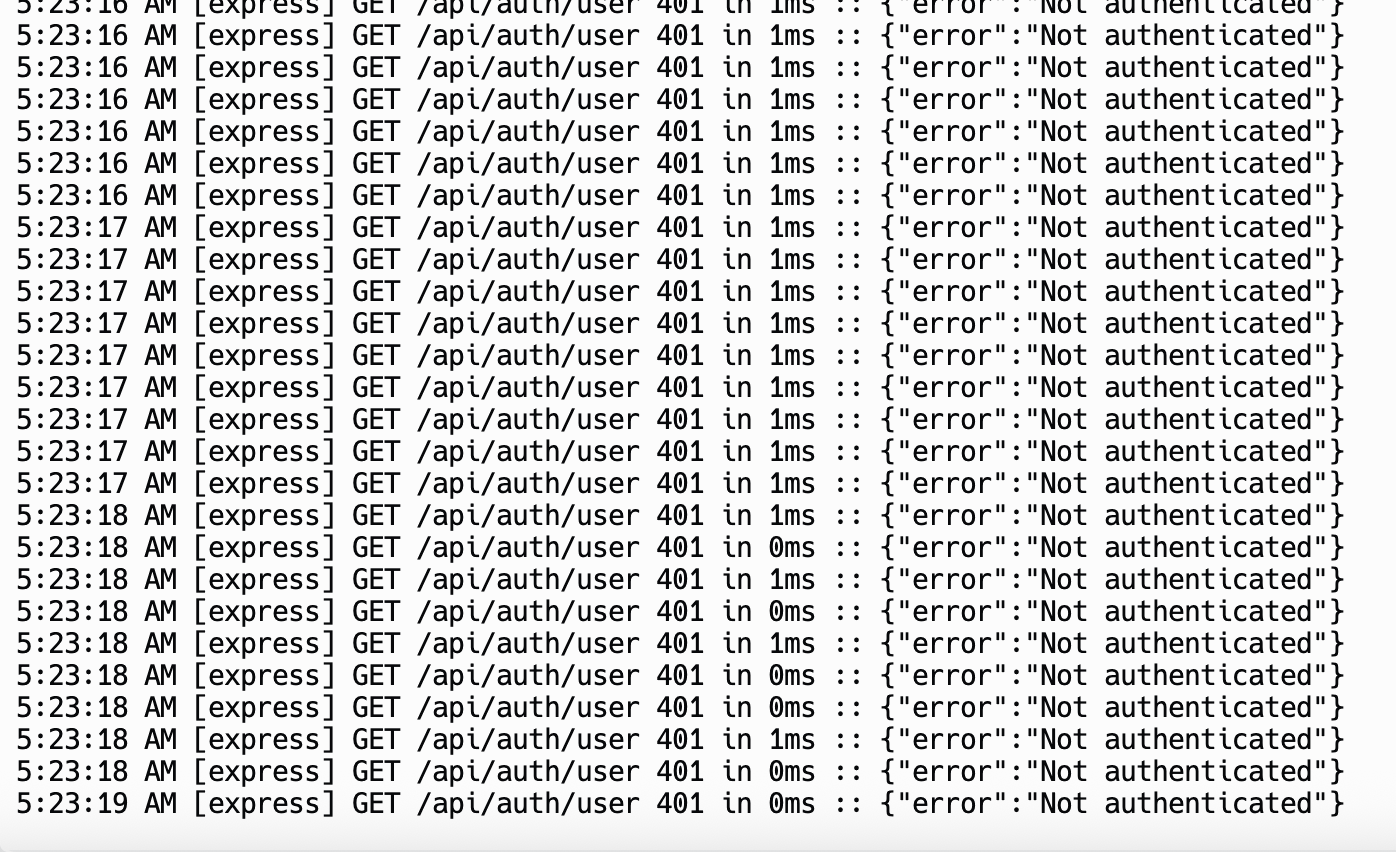 5:23:16 AM [express] GET /api/auth/user 401 in 1ms :: {"error":"Not authenticated"}
5:23:16 AM [express] GET /api/auth/user 401 in 1ms :: {"error":"Not authenticated"}
5:23:16 AM [express] GET /api/auth/user 401 in 1ms :: {"error":"Not authenticated"}
5:23:16 AM [express] GET /api/auth/user 401 in 1ms :: {"error":"Not authenticated"}
5:23:16 AM [express] GET /api/auth/user 401 in 1ms :: {"error":"Not authenticated"}
5:23:16 AM [express] GET /api/auth/user 401 in 1ms :: {"error":"Not authenticated"}
5:23:16 AM [express] GET /api/auth/user 401 in 1ms :: {"error":"Not authenticated"}
5:23:17 AM [express] GET /api/auth/user 401 in 1ms :: {"error":"Not authenticated"}
5:23:17 AM [express] GET /api/auth/user 401 in 1ms :: {"error":"Not authenticated"}
5:23:17 AM [express] GET /api/auth/user 401 in 1ms :: {"error":"Not authenticated"}
5:23:17 AM [express] GET /api/auth/user 401 in 1ms :: {"error":"Not authenticated"}
5:23:17 AM [express] GET /api/auth/user 401 in 1ms :: {"error":"Not authenticated"}
5:23:17 AM [express] GET /api/auth/user 401 in 1ms :: {"error":"Not authenticated"}
5:23:17 AM [express] GET /api/auth/user 401 in 1ms :: {"error":"Not authenticated"}
5:23:17 AM [express] GET /api/auth/user 401 in 1ms :: {"error":"Not authenticated"}
5:23:17 AM [express] GET /api/auth/user 401 in 1ms :: {"error":"Not authenticated"}
5:23:18 AM [express] GET /api/auth/user 401 in 1ms :: {"error":"Not authenticated"}
5:23:18 AM [express] GET /api/auth/user 401 in 0ms :: {"error":"Not authenticated"}
5:23:18 AM [express] GET /api/auth/user 401 in 1ms :: {"error":"Not authenticated"}
5:23:18 AM [express] GET /api/auth/user 401 in 0ms :: {"error":"Not authenticated"}
5:23:18 AM [express] GET /api/auth/user 401 in 1ms :: {"error":"Not authenticated"}
5:23:18 AM [express] GET /api/auth/user 401 in 0ms :: {"error":"Not authenticated"}
5:23:18 AM [express] GET /api/auth/user 401 in 0ms :: {"error":"Not authenticated"}
5:23:18 AM [express] GET /api/auth/user 401 in 1ms :: {"error":"Not authenticated"}
5:23:18 AM [express] GET /api/auth/user 401 in 0ms :: {"error":"Not authenticated"}
5:23:19 AM [express] GET /api/auth/user 401 in 0ms :: {"error":"Not authenticated"}